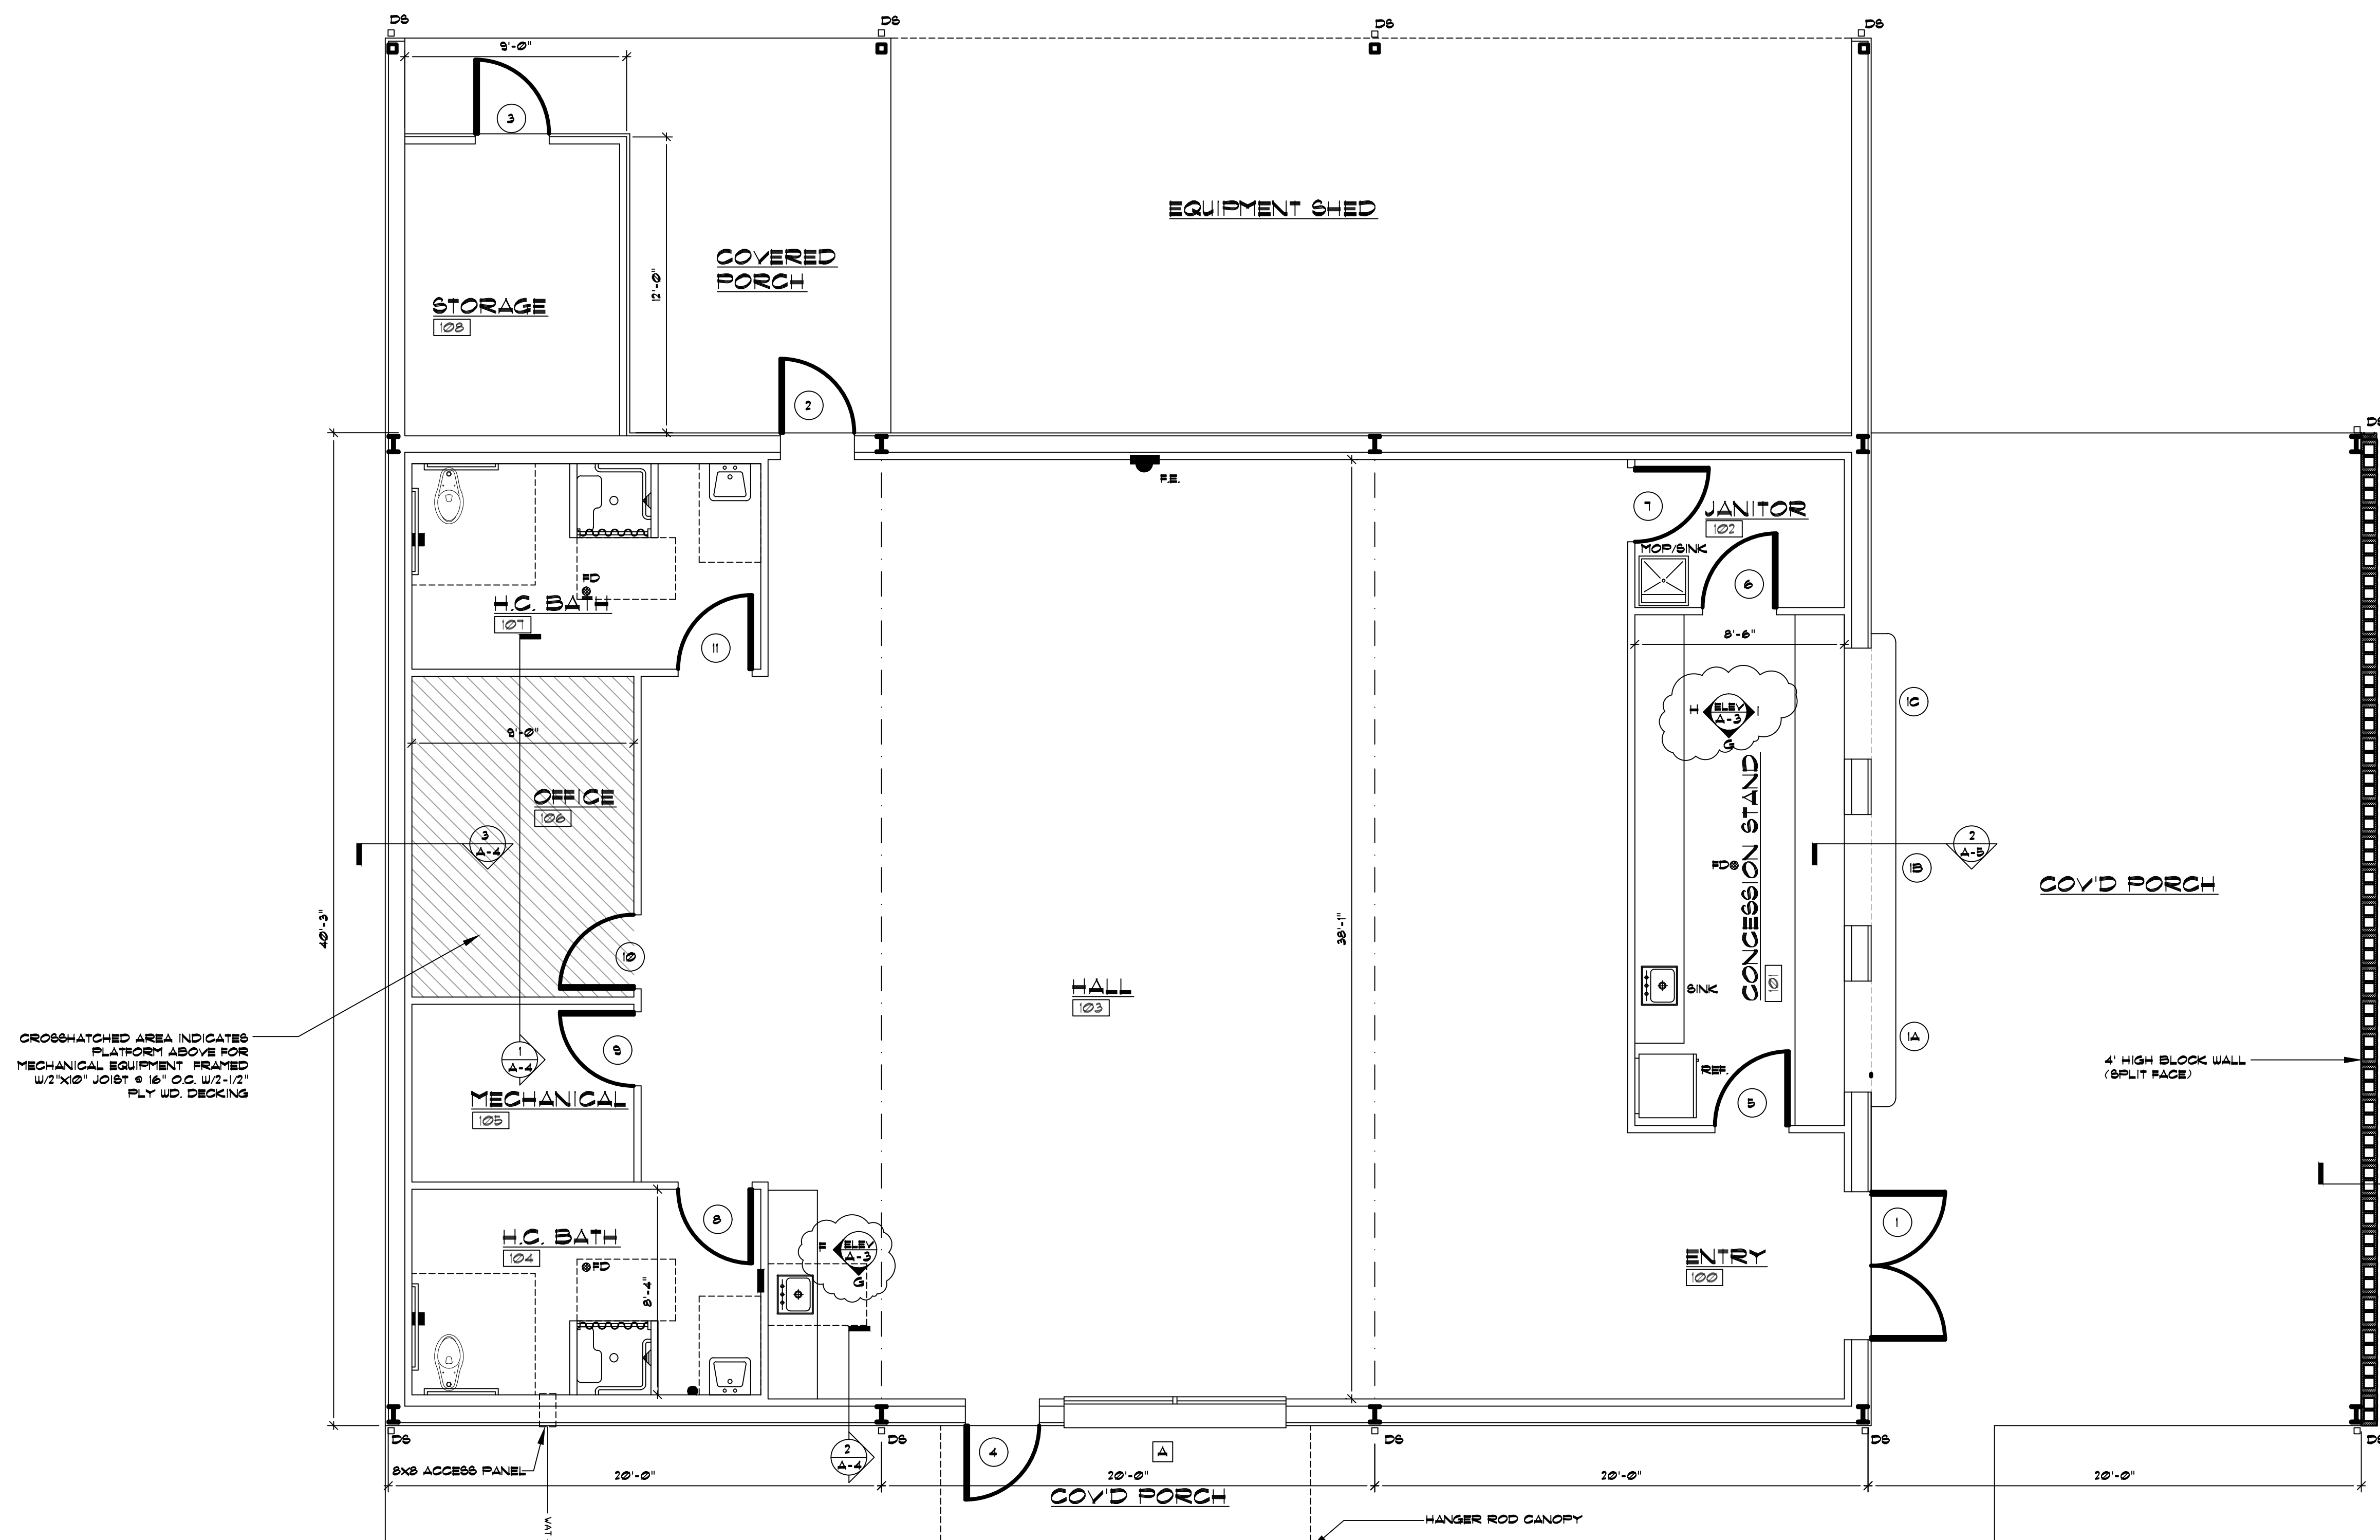 DS
DS
DS
DS
9'-0"
3
EQUIPMENT SHED
COVERED
PORCH
12'-0"
STORAGE
108
2
DS
F.E.
7
JANITOR
102
MOP/SINK
6
FD
H.C. BATH
107
11
8'-6"
1C
H
ELEV
A-3
I
G
9'-0"
OFFICE
106
3
A-4
CONCESSION STAND
101
FD
1B
2
A-5
COV'D PORCH
40'-3"
38'-1"
10
HALL
103
SINK
1A
CROSSHATCHED AREA INDICATES
PLATFORM ABOVE FOR
MECHANICAL EQUIPMENT FRAMED
W/2"X10" JOIST @ 16" O.C. W/2-1/2"
PLY WD. DECKING
9
1
A-4
4' HIGH BLOCK WALL
(SPLIT FACE)
REF.
MECHANICAL
105
5
8
1
H.C. BATH
104
F
ELEV
A-3
G
ENTRY
100
FD
8'-4"
DS
DS
DS
DS
DS
4
A
2
A-4
8X8 ACCESS PANEL
20'-0"
20'-0"
20'-0"
20'-0"
COV'D PORCH
WAT
HANGER ROD CANOPY